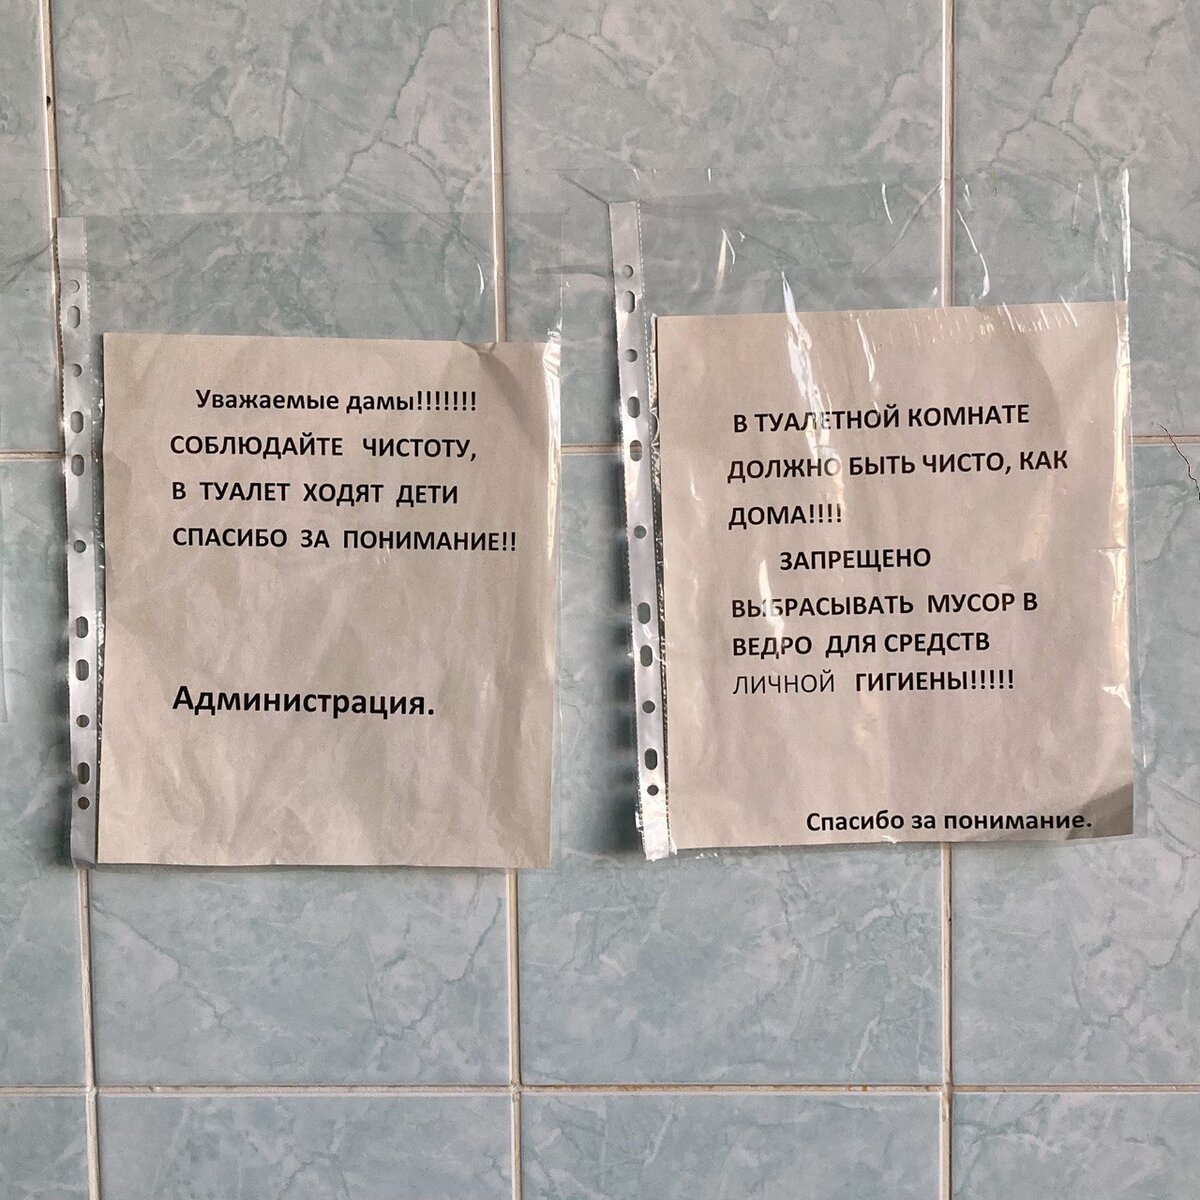 Уважаемые дамы!!!!!!!
СОБЛЮДАЙТЕ ЧИСТОТУ,
В ТУАЛЕТ ХОДЯТ ДЕТИ
СПАСИБО ЗА ПОНИМАНИЕ!!
Администрация.
В ТУАЛЕТНОЙ КОМНАТЕ
ДОЛЖНО БЫТЬ ЧИСТО, КАК
ДОМА!!!!
ЗАПРЕЩЕНО
ВЫБРАСЫВАТЬ МУСОР В
ВЕДРО ДЛЯ СРЕДСТВ
ЛИЧНОЙ ГИГИЕНЫ!!!!!
Спасибо за понимание.